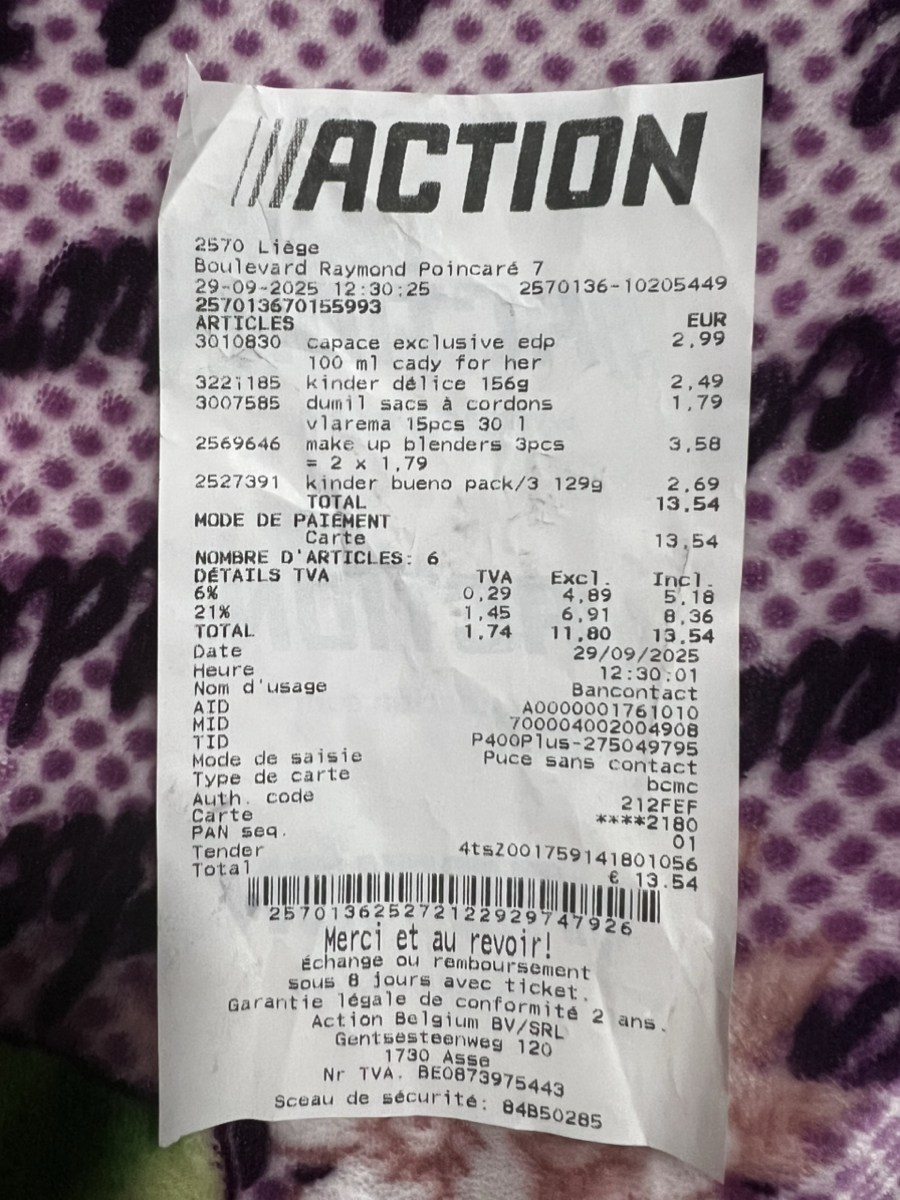 ACTION
2570 Liège
Boulevard Raymond Poincaré 7
29-09-2025 12:30:25 2570136-10205449
257013670155993
ARTICLES EUR
3010830 capace exclusive edp 2,99
100 ml cady for her
3221185 kinder délice 156g 2,49
3007585 dumil sacs à cordons 1,79
vlarema 15pcs 30 l
2569646 make up blenders 3pcs 3,58
= 2 x 1,79
2527391 kinder bueno pack/3 129g 2,69
TOTAL 13,54
MODE DE PAIEMENT
Carte 13,54
NOMBRE D'ARTICLES: 6
DÉTAILS TVA TVA Excl. Incl.
6% 0,29 4,89 5,18
21% 1,45 6,91 8,36
TOTAL 1,74 11,80 13,54
Date 29/09/2025
Heure 12:30:01
Nom d'usage Bancontact
AID A0000001761010
MID 700004002004908
TID P400Plus-275049795
Mode de saisie Puce sans contact
Type de carte bcmc
Auth. code 212FEF
Carte ****2180
PAN seq. 01
Tender 4tsZ001759141801056
Total € 13.54
257013625272122929747926
Merci et au revoir!
Échange ou remboursement
sous 8 jours avec ticket.
Garantie légale de conformité 2 ans.
Action Belgium BV/SRL
Gentsesteenweg 120
1730 Asse
Nr TVA. BE0873975443
Sceau de sécurité: 84B50285